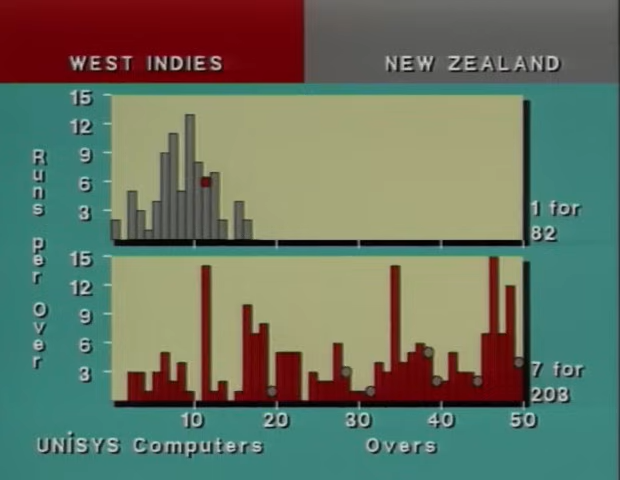 WEST INDIES
NEW ZEALAND
15
12
9
6
3
1 for
82
Runs per Over
15
12
9
6
3
7 for
203
10 20 30 40 50
UNiSYS Computers
Overs